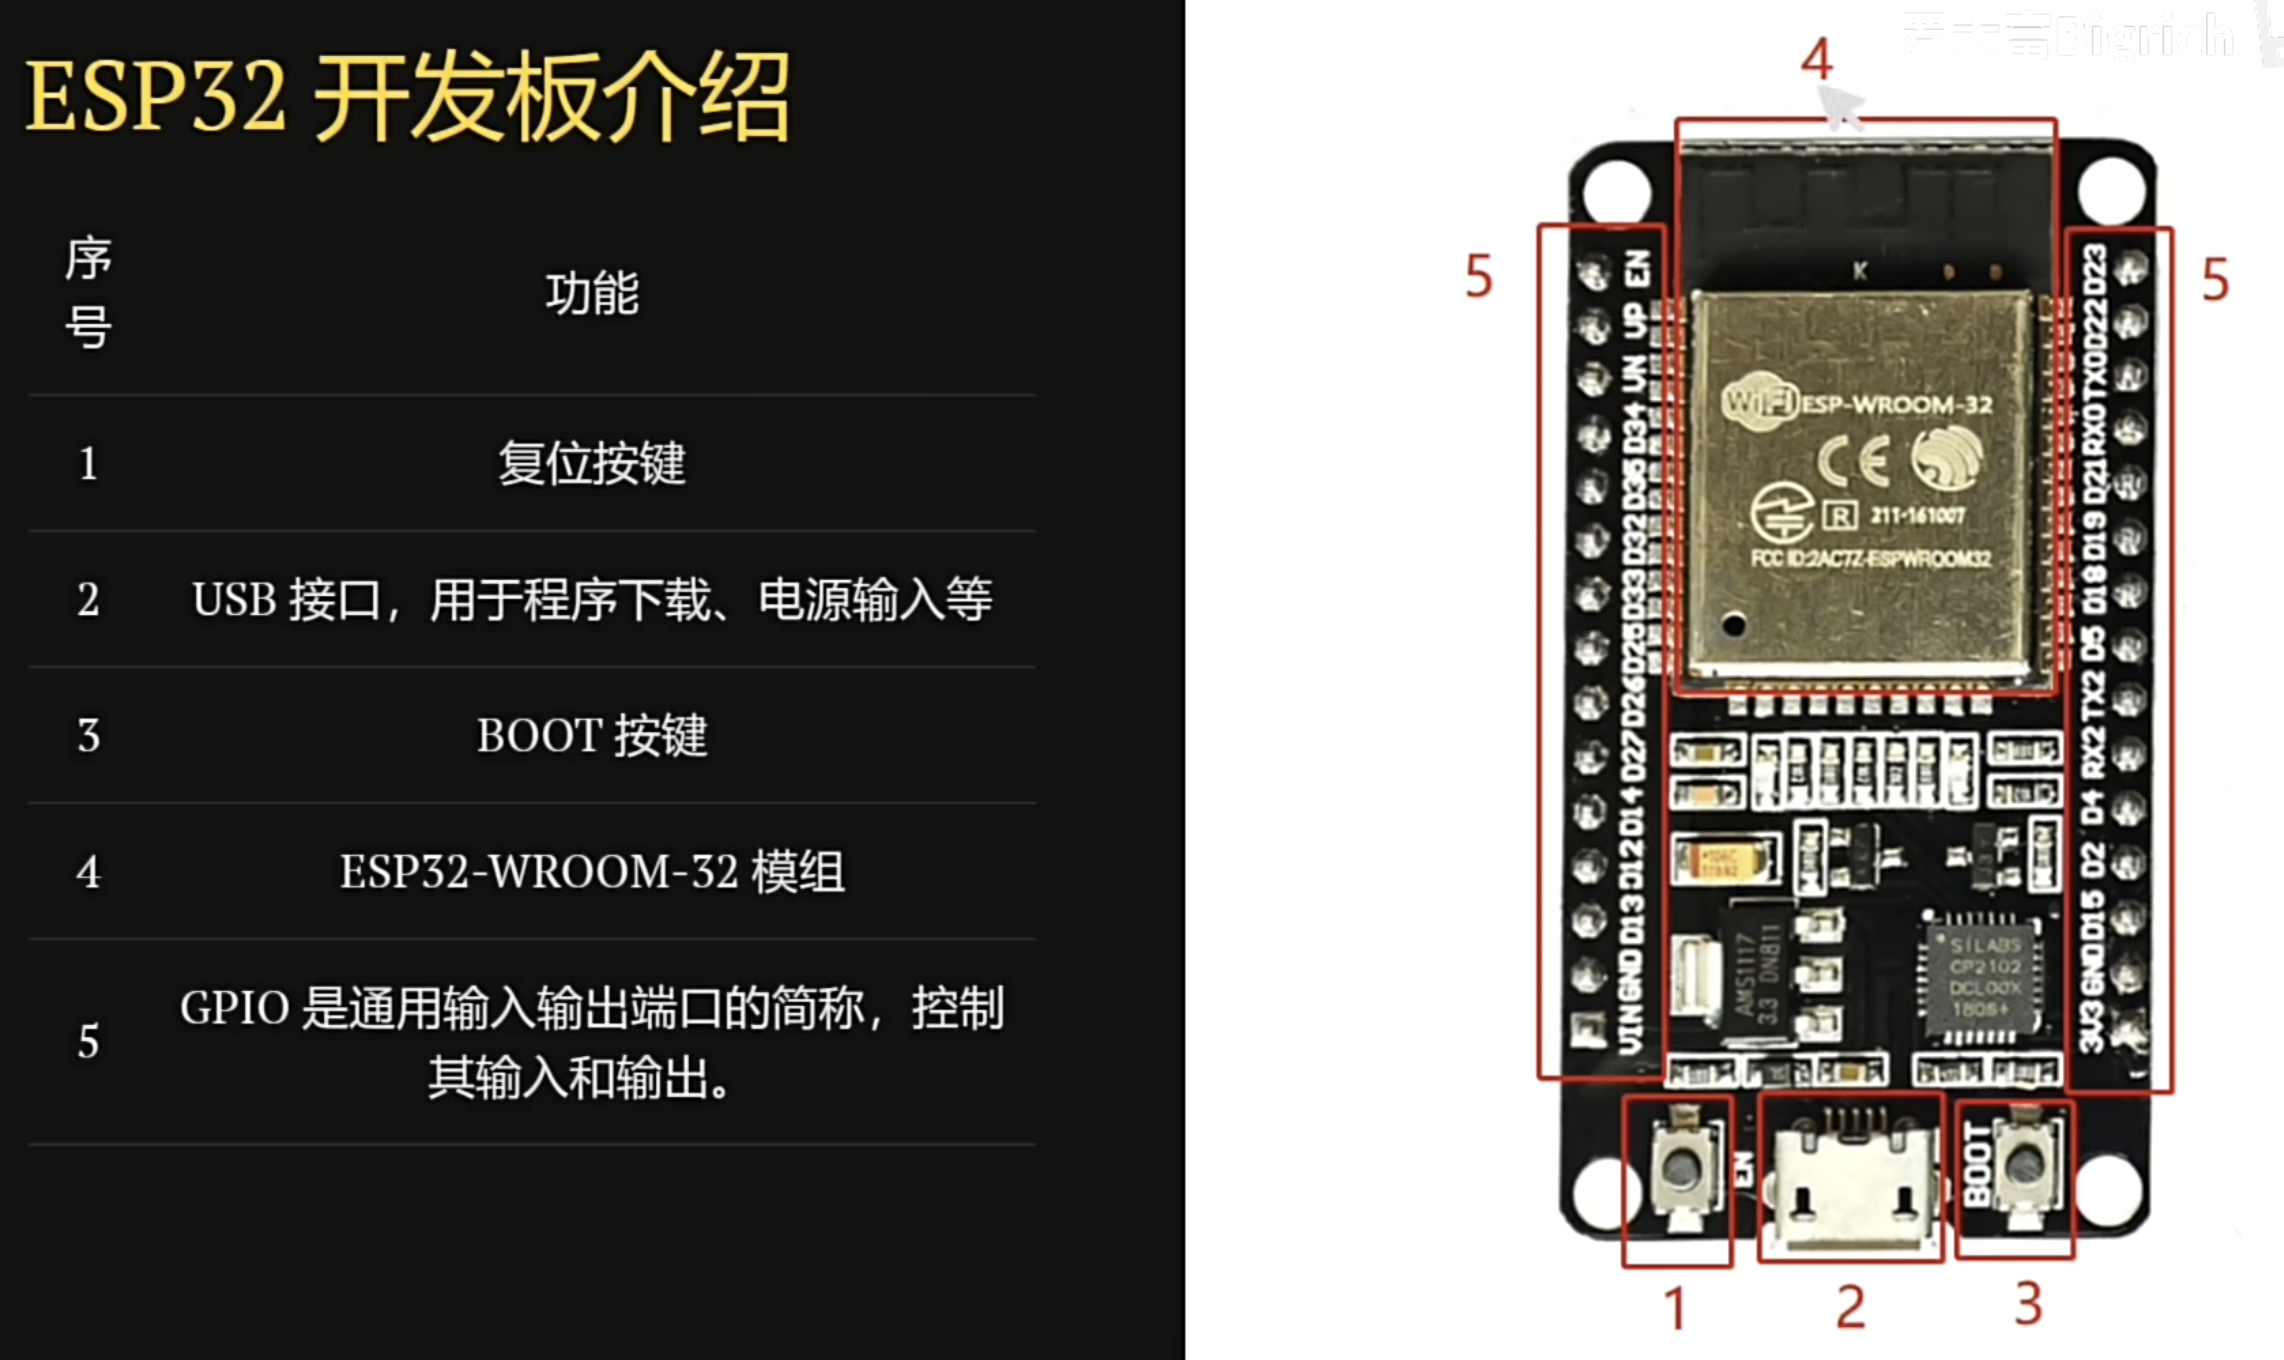 ESP32 开发板介绍
序号
功能
1
复位按键
2
USB 接口，用于程序下载、电源输入等
3
BOOT 按键
4
ESP32-WROOM-32 模组
5
GPIO 是通用输入输出端口的简称，控制
其输入和输出。
Bigrich
4
5
5
EN
VP
VN
D34
D35
D32
D33
D25
D26
D27
D14
D12
D13
GND
VIN
K
WiFi ESP-WROOM-32
CE
R 211-161007
FCC ID:2AC7Z-ESPWROOM32
D23
D22
TX0
RX0
D21
D19
D18
D5
TX2
RX2
D4
D2
D15
GND
3V3
AMS1117
3.3 DN811
SILABS
CP2102
DCL00X
1808+
EN
BOOT
1
2
3